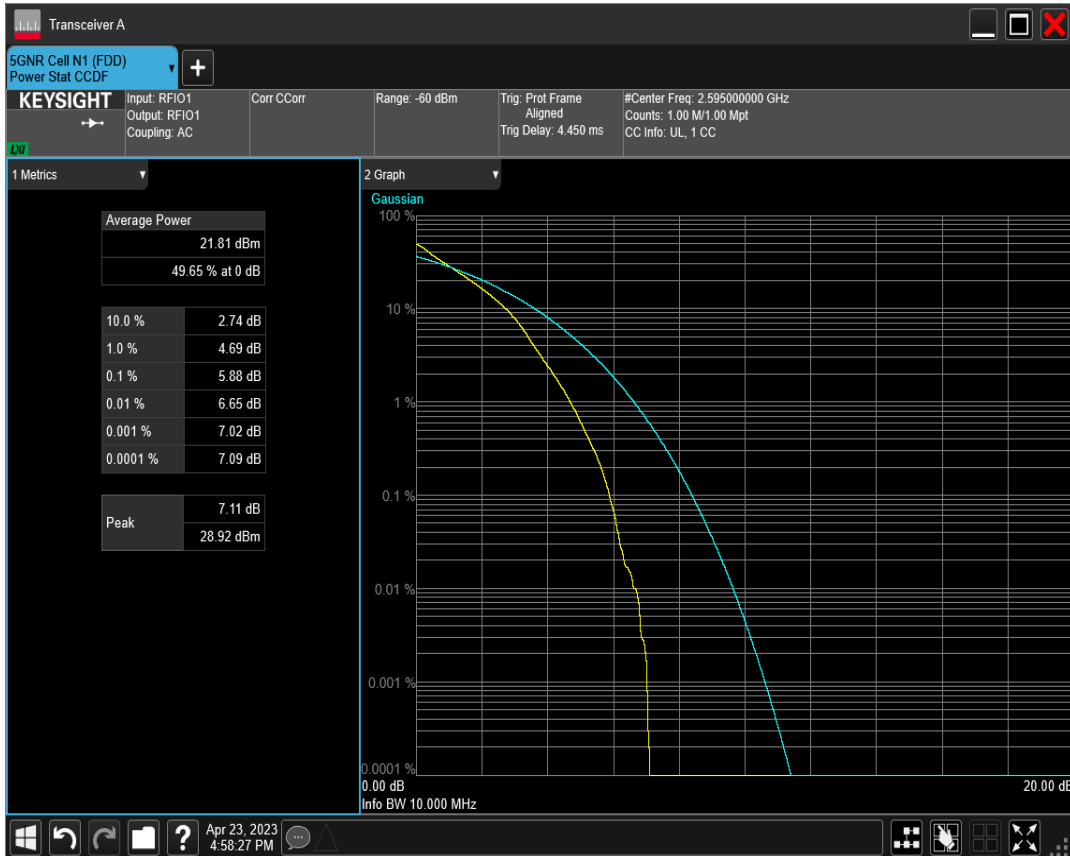 Transceiver A
5GNR Cell N1 (FDD)
Power Stat CCDF
+
KEYSIGHT
LXI
Input: RFIO1
Output: RFIO1
Coupling: AC
Corr CCorr
Range: -60 dBm
Trig: Prot Frame
Aligned
Trig Delay: 4.450 ms
#Center Freq: 2.595000000 GHz
Counts: 1.00 M/1.00 Mpt
CC Info: UL, 1 CC
1 Metrics
Average Power
21.81 dBm
49.65 % at 0 dB
10.0 % 2.74 dB
1.0 % 4.69 dB
0.1 % 5.88 dB
0.01 % 6.65 dB
0.001 % 7.02 dB
0.0001 % 7.09 dB
Peak
7.11 dB
28.92 dBm
2 Graph
Gaussian
100 %
10 %
1 %
0.1 %
0.01 %
0.001 %
0.0001 %
0.00 dB 20.00 dB
Info BW 10.000 MHz
?
Apr 23, 2023
4:58:27 PM